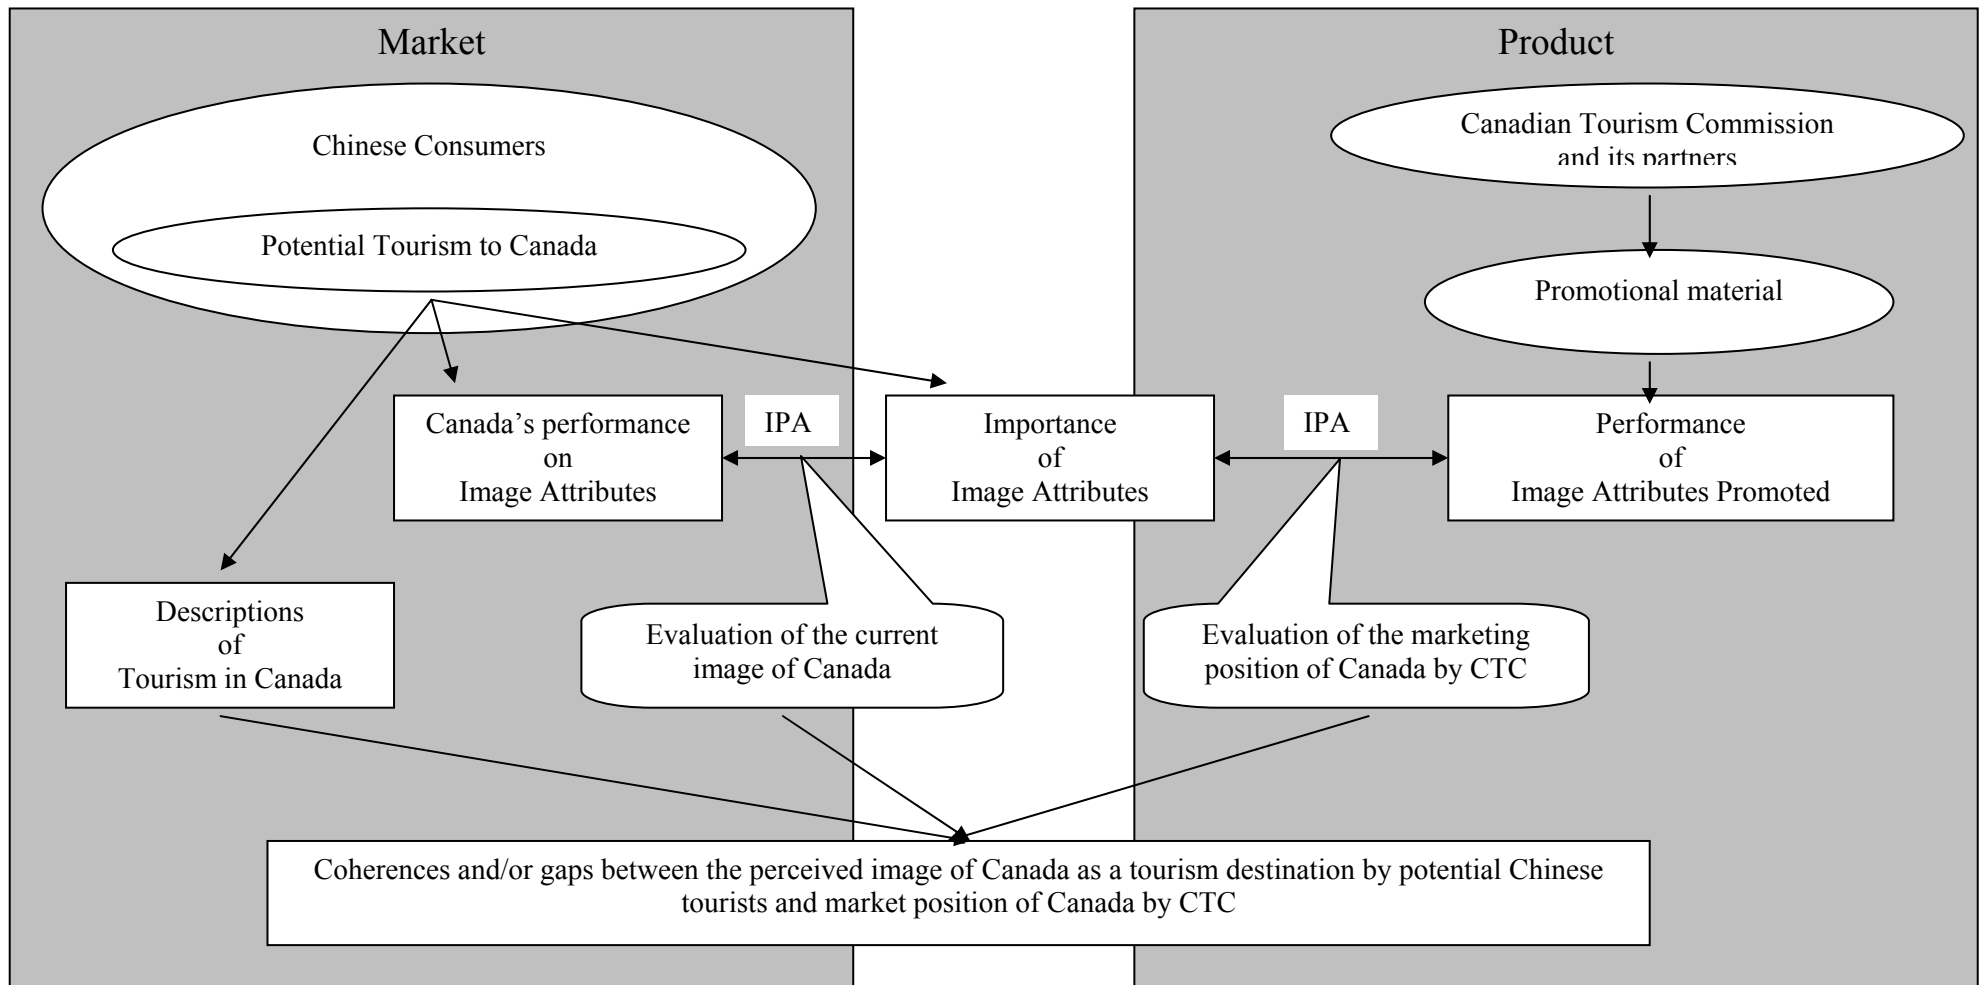 Market
Chinese Consumers
Potential Tourism to Canada
Product
Canadian Tourism Commission
and its partners
Promotional material
Canada's performance
on
Image Attributes
IPA
Importance
of
Image Attributes
IPA
Performance
of
Image Attributes Promoted
Descriptions
of
Tourism in Canada
Evaluation of the current
image of Canada
Evaluation of the marketing
position of Canada by CTC
Coherences and/or gaps between the perceived image of Canada as a tourism destination by potential Chinese
tourists and market position of Canada by CTC